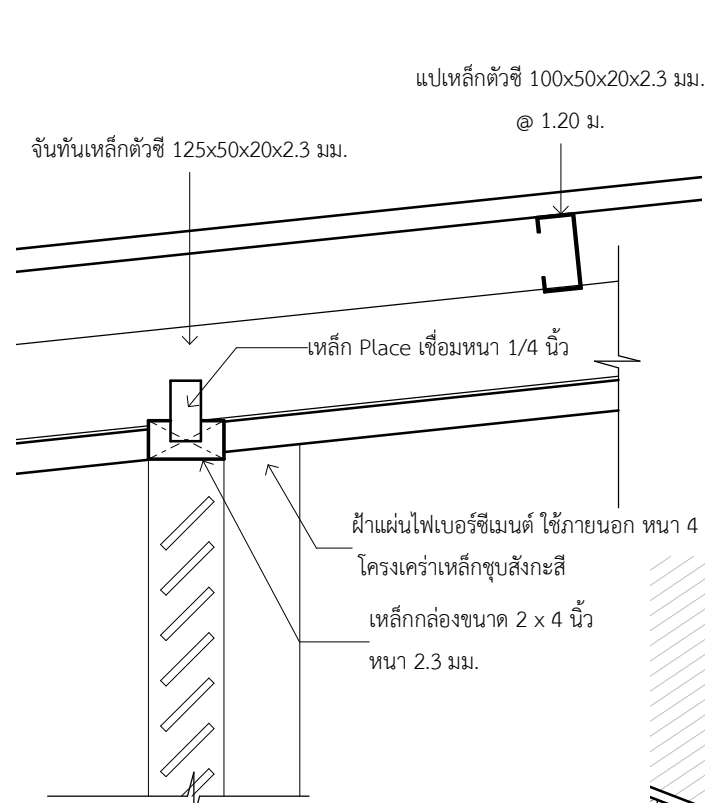 แปเหล็กตัวซี 100x50x20x2.3 มม.
@ 1.20 ม.
จันทันเหล็กตัวซี 125x50x20x2.3 มม.
เหล็ก Place เชื่อมหนา 1/4 นิ้ว
ฝ้าแผ่นไฟเบอร์ซีเมนต์ ใช้ภายนอก หนา 4
โครงเคร่าเหล็กชุบสังกะสี
เหล็กกล่องขนาด 2 x 4 นิ้ว
หนา 2.3 มม.